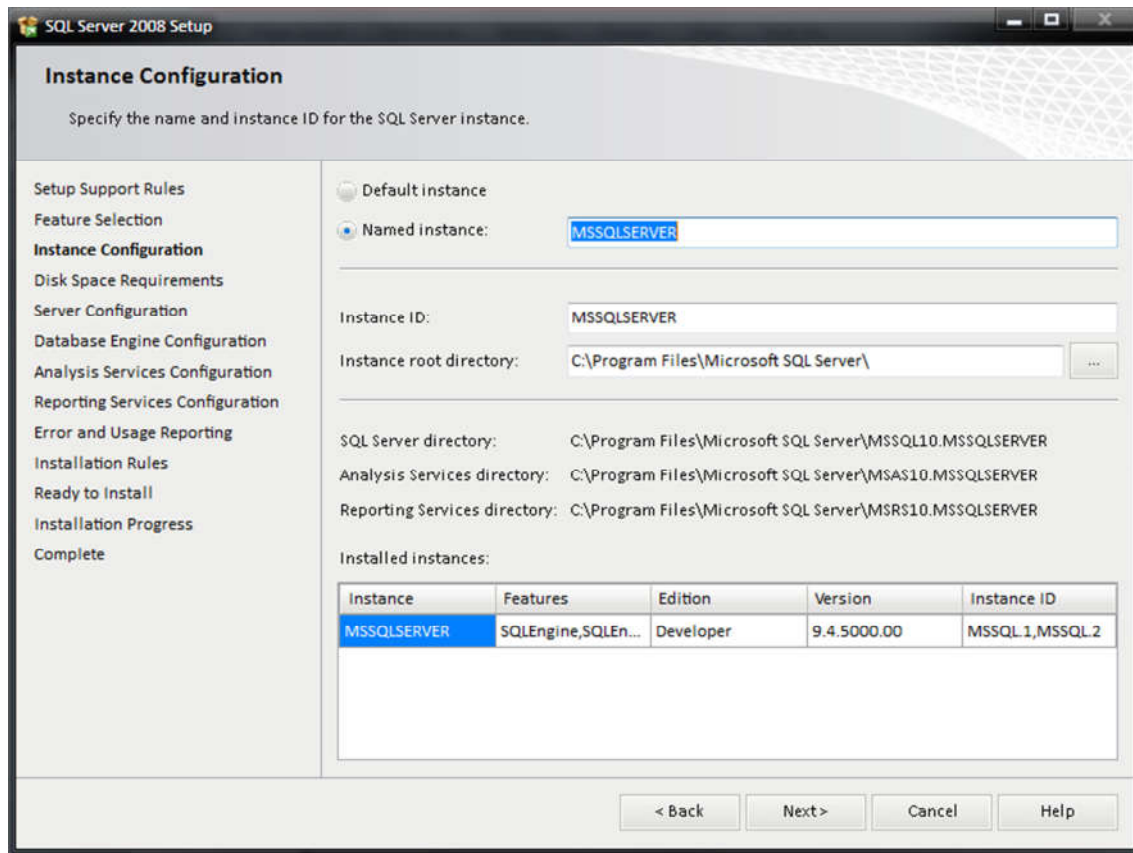 SQL Server 2008 Setup
Instance Configuration
Specify the name and instance ID for the SQL Server instance.
Setup Support Rules
Feature Selection
Instance Configuration
Disk Space Requirements
Server Configuration
Database Engine Configuration
Analysis Services Configuration
Reporting Services Configuration
Error and Usage Reporting
Installation Rules
Ready to Install
Installation Progress
Complete
Default instance
Named instance: MSSQLSERVER
Instance ID: MSSQLSERVER
Instance root directory: C:\Program Files\Microsoft SQL Server\ ...
SQL Server directory: C:\Program Files\Microsoft SQL Server\MSSQL10.MSSQLSERVER
Analysis Services directory: C:\Program Files\Microsoft SQL Server\MSAS10.MSSQLSERVER
Reporting Services directory: C:\Program Files\Microsoft SQL Server\MSRS10.MSSQLSERVER
Installed instances:
Instance Features Edition Version Instance ID
MSSQLSERVER SQLEngine,SQLEn... Developer 9.4.5000.00 MSSQL.1,MSSQL.2
< Back Next > Cancel Help